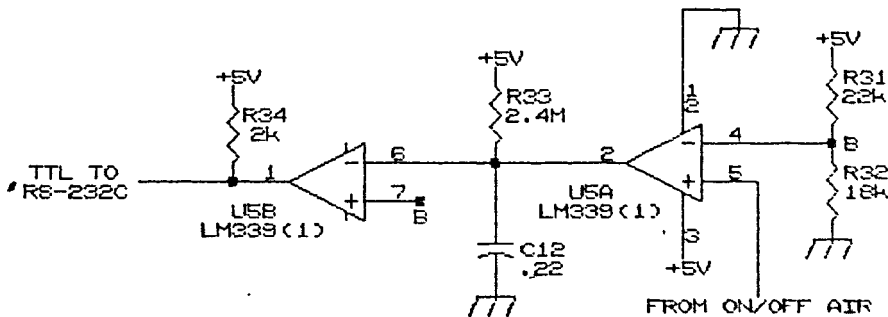 +5V
R34
2k
TTL TO
RS-232C
1
U5B
LM339(1)
6
7
B
+5V
R33
2.4M
C12
.22
2
U5A
LM339(1)
12
4
5
3
+5V
+5V
R31
22k
B
R32
18k
FROM ON/OFF AIR